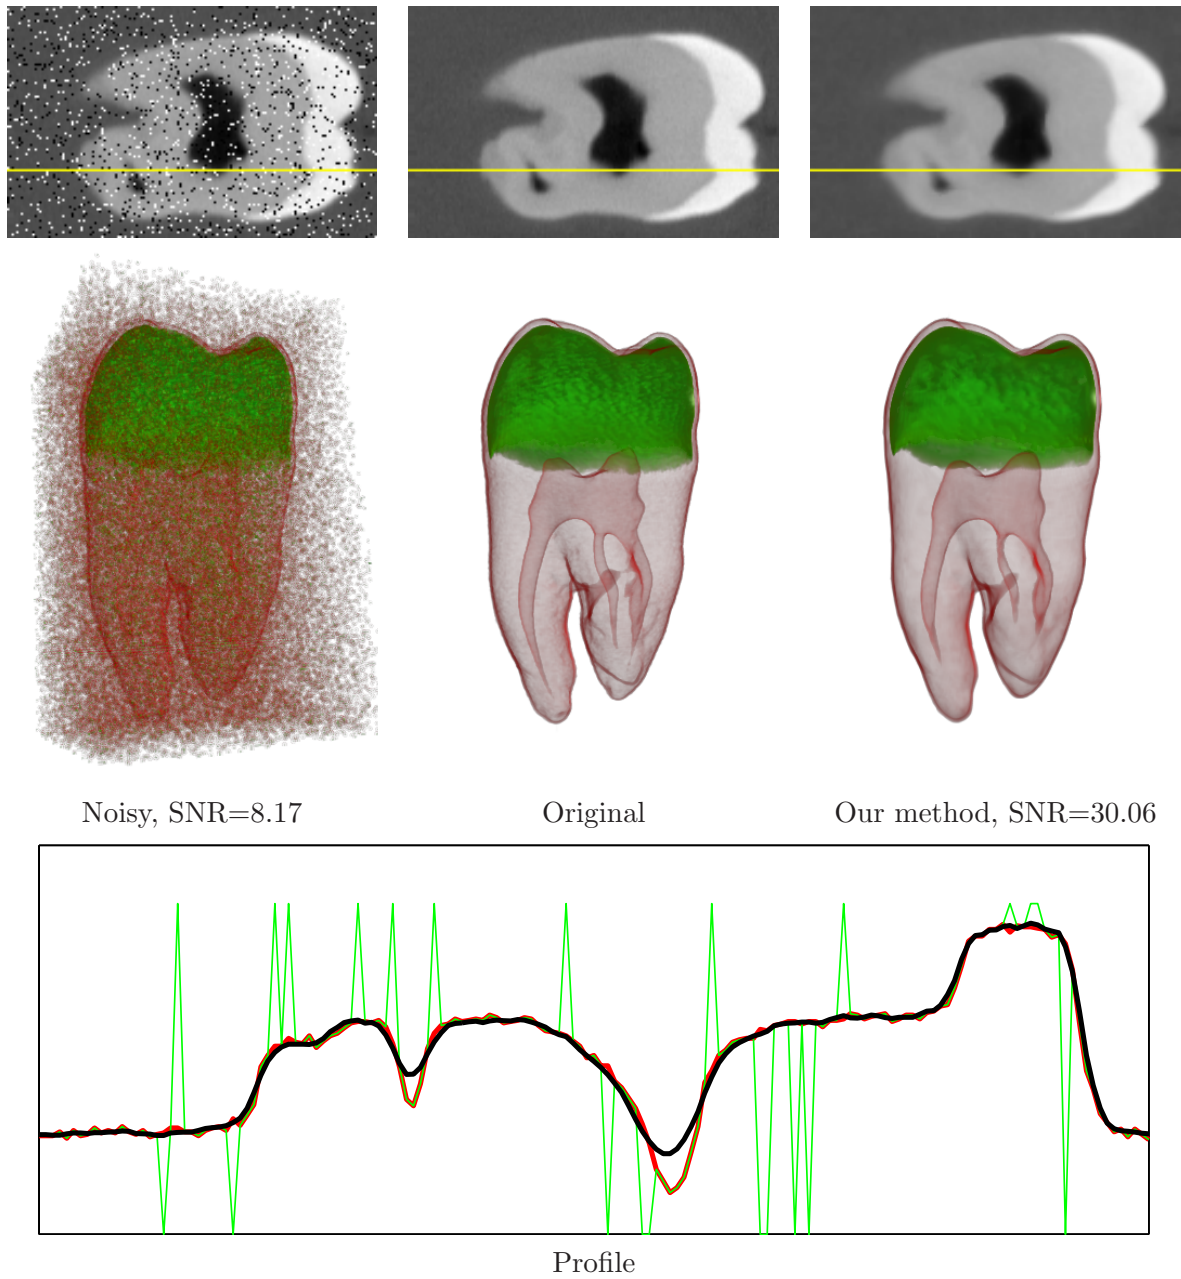 Noisy, SNR=8.17
Original
Our method, SNR=30.06
Profile